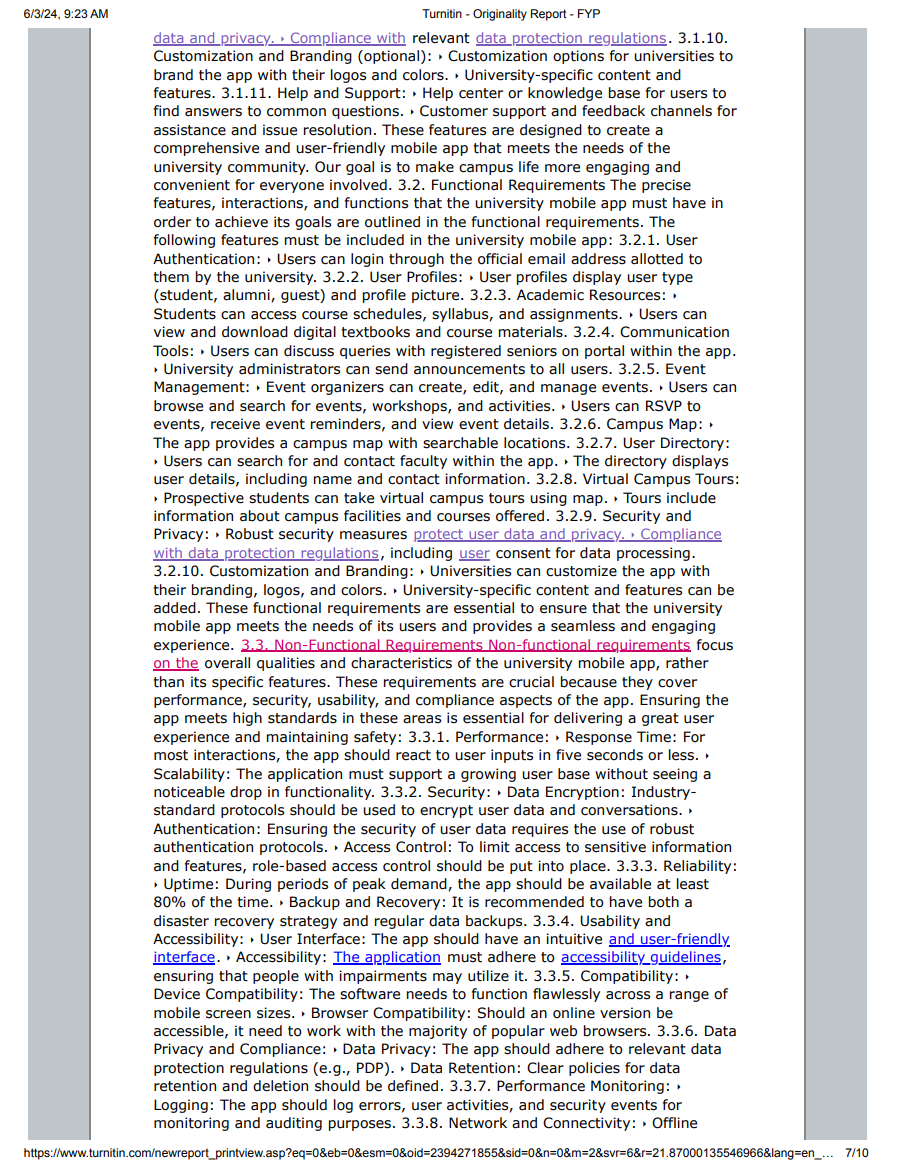 6/3/24, 9:23 AM
Turnitin - Originality Report - FYP
data and privacy. ‣ Compliance with relevant data protection regulations. 3.1.10.
Customization and Branding (optional): ‣ Customization options for universities to
brand the app with their logos and colors. ‣ University-specific content and
features. 3.1.11. Help and Support: ‣ Help center or knowledge base for users to
find answers to common questions. ‣ Customer support and feedback channels for
assistance and issue resolution. These features are designed to create a
comprehensive and user-friendly mobile app that meets the needs of the
university community. Our goal is to make campus life more engaging and
convenient for everyone involved. 3.2. Functional Requirements The precise
features, interactions, and functions that the university mobile app must have in
order to achieve its goals are outlined in the functional requirements. The
following features must be included in the university mobile app: 3.2.1. User
Authentication: ‣ Users can login through the official email address allotted to
them by the university. 3.2.2. User Profiles: ‣ User profiles display user type
(student, alumni, guest) and profile picture. 3.2.3. Academic Resources: ‣
Students can access course schedules, syllabus, and assignments. ‣ Users can
view and download digital textbooks and course materials. 3.2.4. Communication
Tools: ‣ Users can discuss queries with registered seniors on portal within the app.
‣ University administrators can send announcements to all users. 3.2.5. Event
Management: ‣ Event organizers can create, edit, and manage events. ‣ Users can
browse and search for events, workshops, and activities. ‣ Users can RSVP to
events, receive event reminders, and view event details. 3.2.6. Campus Map: ‣
The app provides a campus map with searchable locations. 3.2.7. User Directory:
‣ Users can search for and contact faculty within the app. ‣ The directory displays
user details, including name and contact information. 3.2.8. Virtual Campus Tours:
‣ Prospective students can take virtual campus tours using map. ‣ Tours include
information about campus facilities and courses offered. 3.2.9. Security and
Privacy: ‣ Robust security measures protect user data and privacy. ‣ Compliance
with data protection regulations, including user consent for data processing.
3.2.10. Customization and Branding: ‣ Universities can customize the app with
their branding, logos, and colors. ‣ University-specific content and features can be
added. These functional requirements are essential to ensure that the university
mobile app meets the needs of its users and provides a seamless and engaging
experience. 3.3. Non-Functional Requirements Non-functional requirements focus
on the overall qualities and characteristics of the university mobile app, rather
than its specific features. These requirements are crucial because they cover
performance, security, usability, and compliance aspects of the app. Ensuring the
app meets high standards in these areas is essential for delivering a great user
experience and maintaining safety: 3.3.1. Performance: ‣ Response Time: For
most interactions, the app should react to user inputs in five seconds or less. ‣
Scalability: The application must support a growing user base without seeing a
noticeable drop in functionality. 3.3.2. Security: ‣ Data Encryption: Industry-
standard protocols should be used to encrypt user data and conversations. ‣
Authentication: Ensuring the security of user data requires the use of robust
authentication protocols. ‣ Access Control: To limit access to sensitive information
and features, role-based access control should be put into place. 3.3.3. Reliability:
‣ Uptime: During periods of peak demand, the app should be available at least
80% of the time. ‣ Backup and Recovery: It is recommended to have both a
disaster recovery strategy and regular data backups. 3.3.4. Usability and
Accessibility: ‣ User Interface: The app should have an intuitive and user-friendly
interface. ‣ Accessibility: The application must adhere to accessibility guidelines,
ensuring that people with impairments may utilize it. 3.3.5. Compatibility: ‣
Device Compatibility: The software needs to function flawlessly across a range of
mobile screen sizes. ‣ Browser Compatibility: Should an online version be
accessible, it need to work with the majority of popular web browsers. 3.3.6. Data
Privacy and Compliance: ‣ Data Privacy: The app should adhere to relevant data
protection regulations (e.g., PDP). ‣ Data Retention: Clear policies for data
retention and deletion should be defined. 3.3.7. Performance Monitoring: ‣
Logging: The app should log errors, user activities, and security events for
monitoring and auditing purposes. 3.3.8. Network and Connectivity: ‣ Offline
https://www.turnitin.com/newreport_printview.asp?eq=0&eb=0&esm=0&oid=2394271855&sid=0&n=0&m=2&svr=6&r=21.87000135546966&lang=en_…
7/10